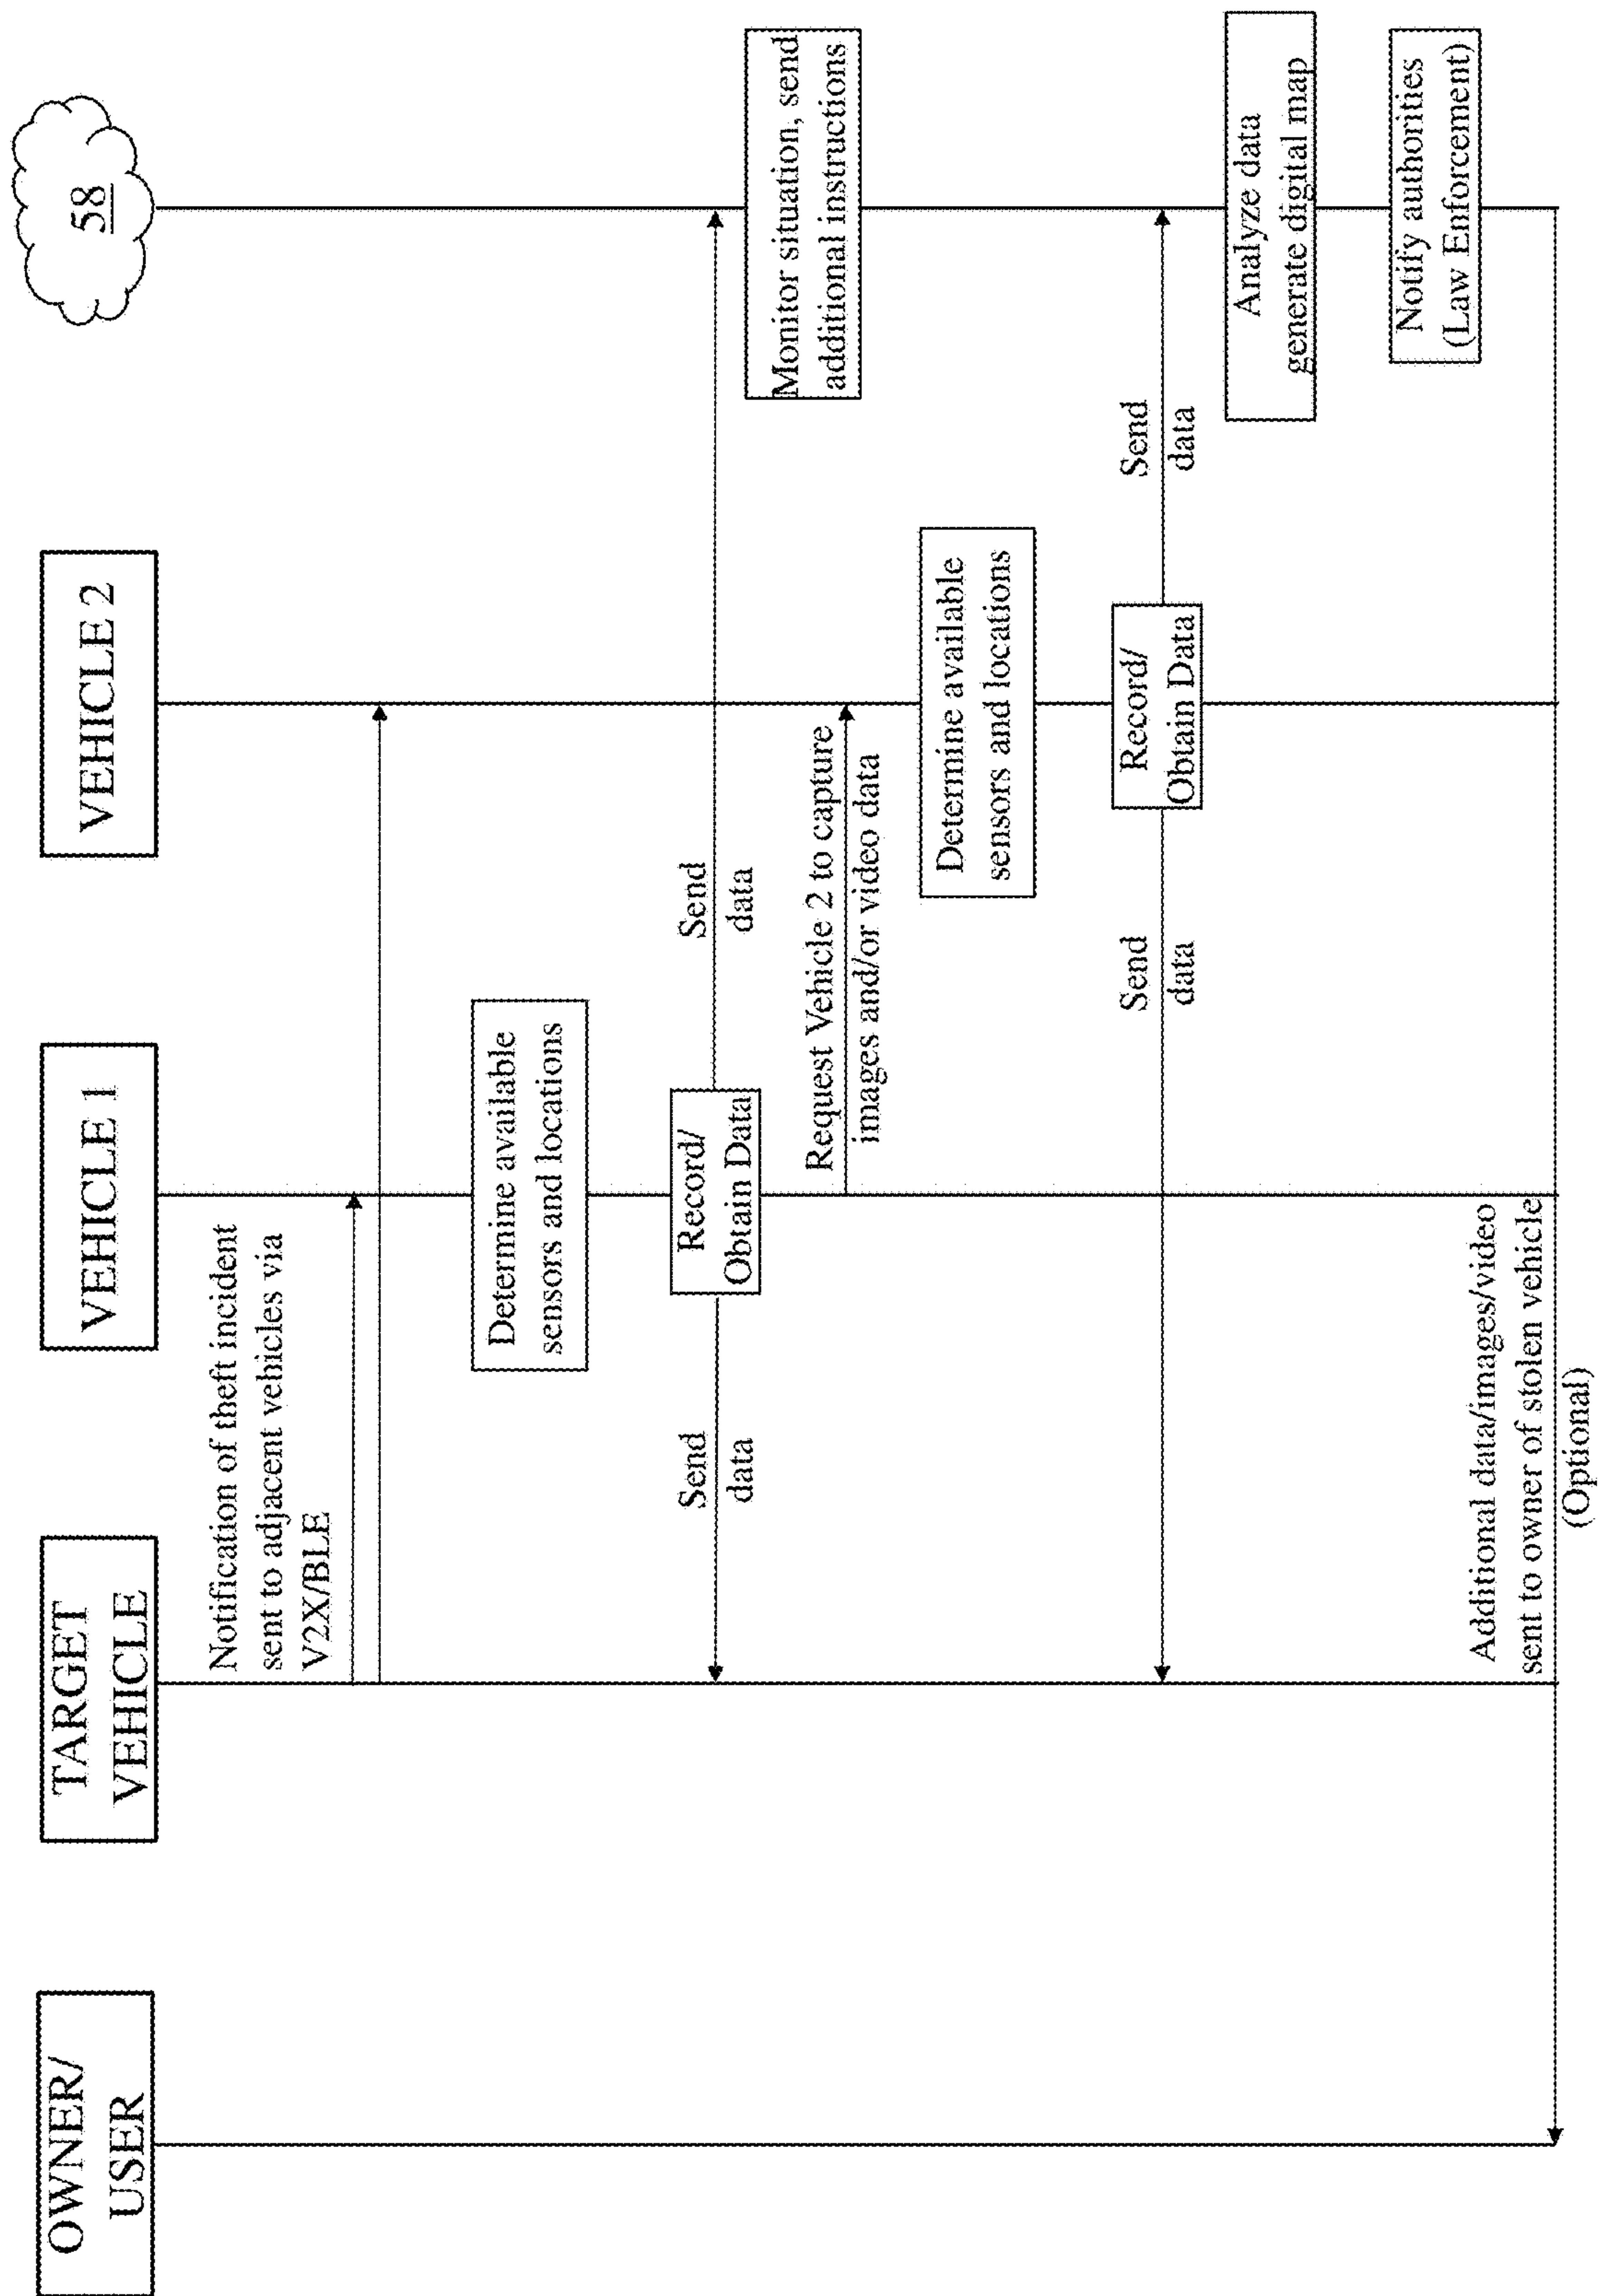 OWNER/
USER
TARGET
VEHICLE
VEHICLE 1
VEHICLE 2
58
Notification of theft incident
sent to adjacent vehicles via
V2X/BLE
Determine available
sensors and locations
Record/
Obtain Data
Send
data
Send
data
Monitor situation, send
additional instructions
Request Vehicle 2 to capture
images and/or video data
Determine available
sensors and locations
Record/
Obtain Data
Send
data
Send
data
Analyze data
generate digital map
Notify authorities
(Law Enforcement)
Additional data/images/video
sent to owner of stolen vehicle
(Optional)